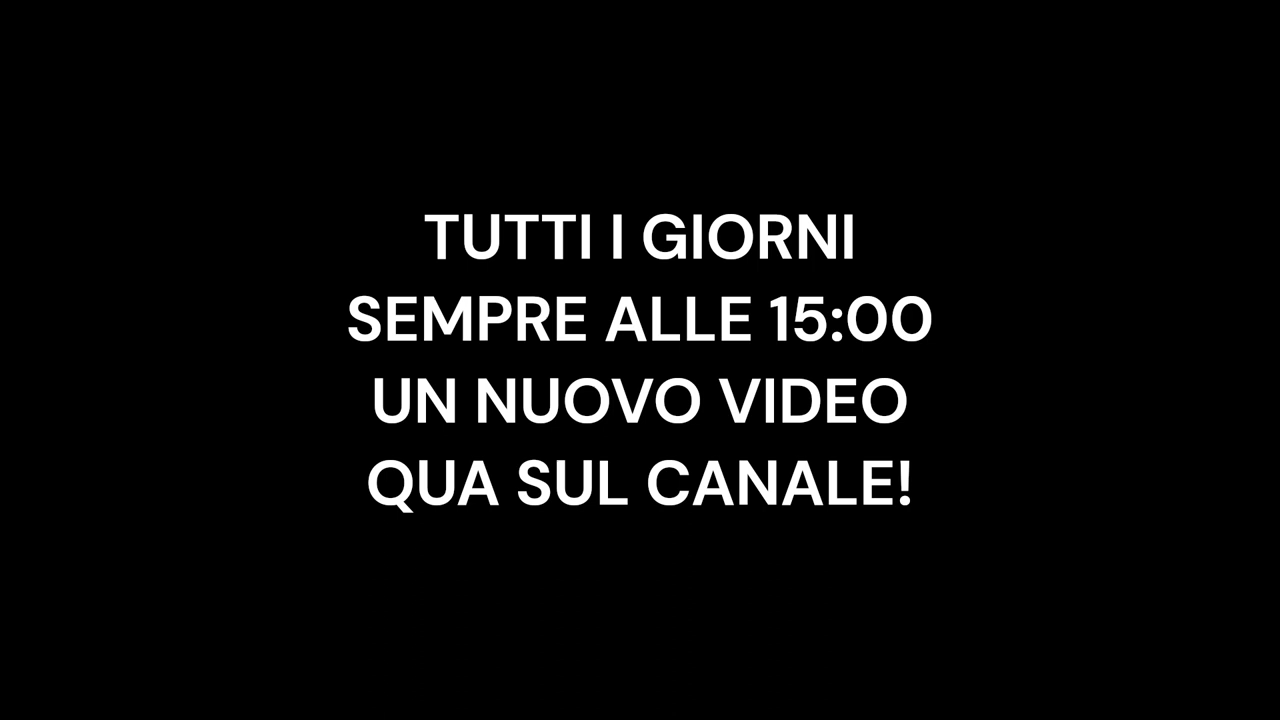 TUTTI I GIORNI
SEMPRE ALLE 15:00
UN NUOVO VIDEO
QUA SUL CANALE!